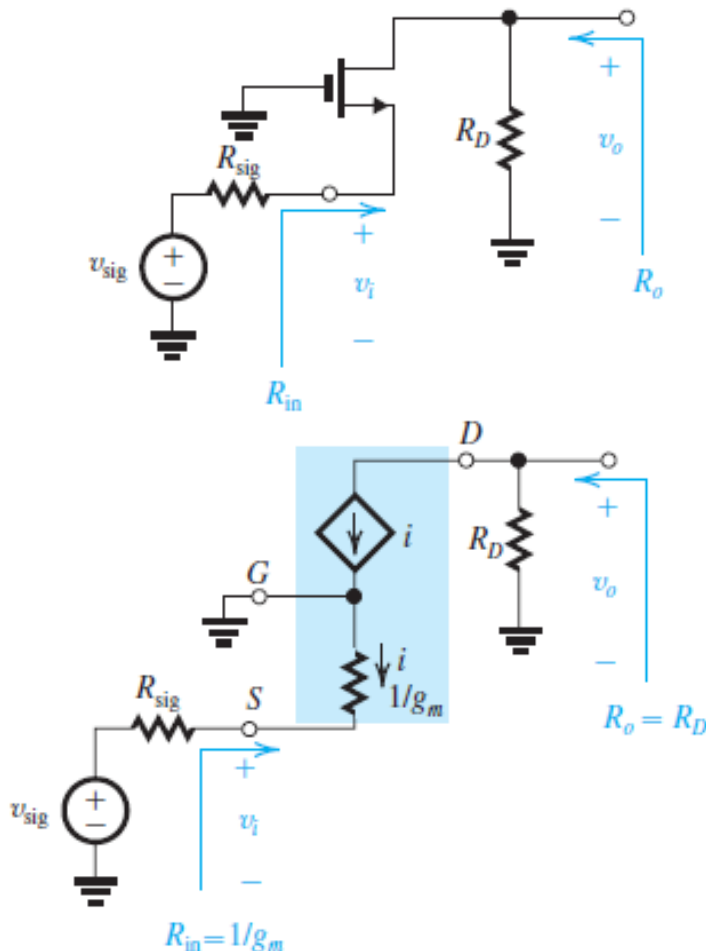 R_sig
R_D
+
v_o
−
v_sig
+
−
+
v_i
−
R_o
R_in
D
i
R_D
+
v_o
−
G
i
1/g_m
R_sig
S
R_o = R_D
v_sig
+
−
+
v_i
−
R_in = 1/g_m